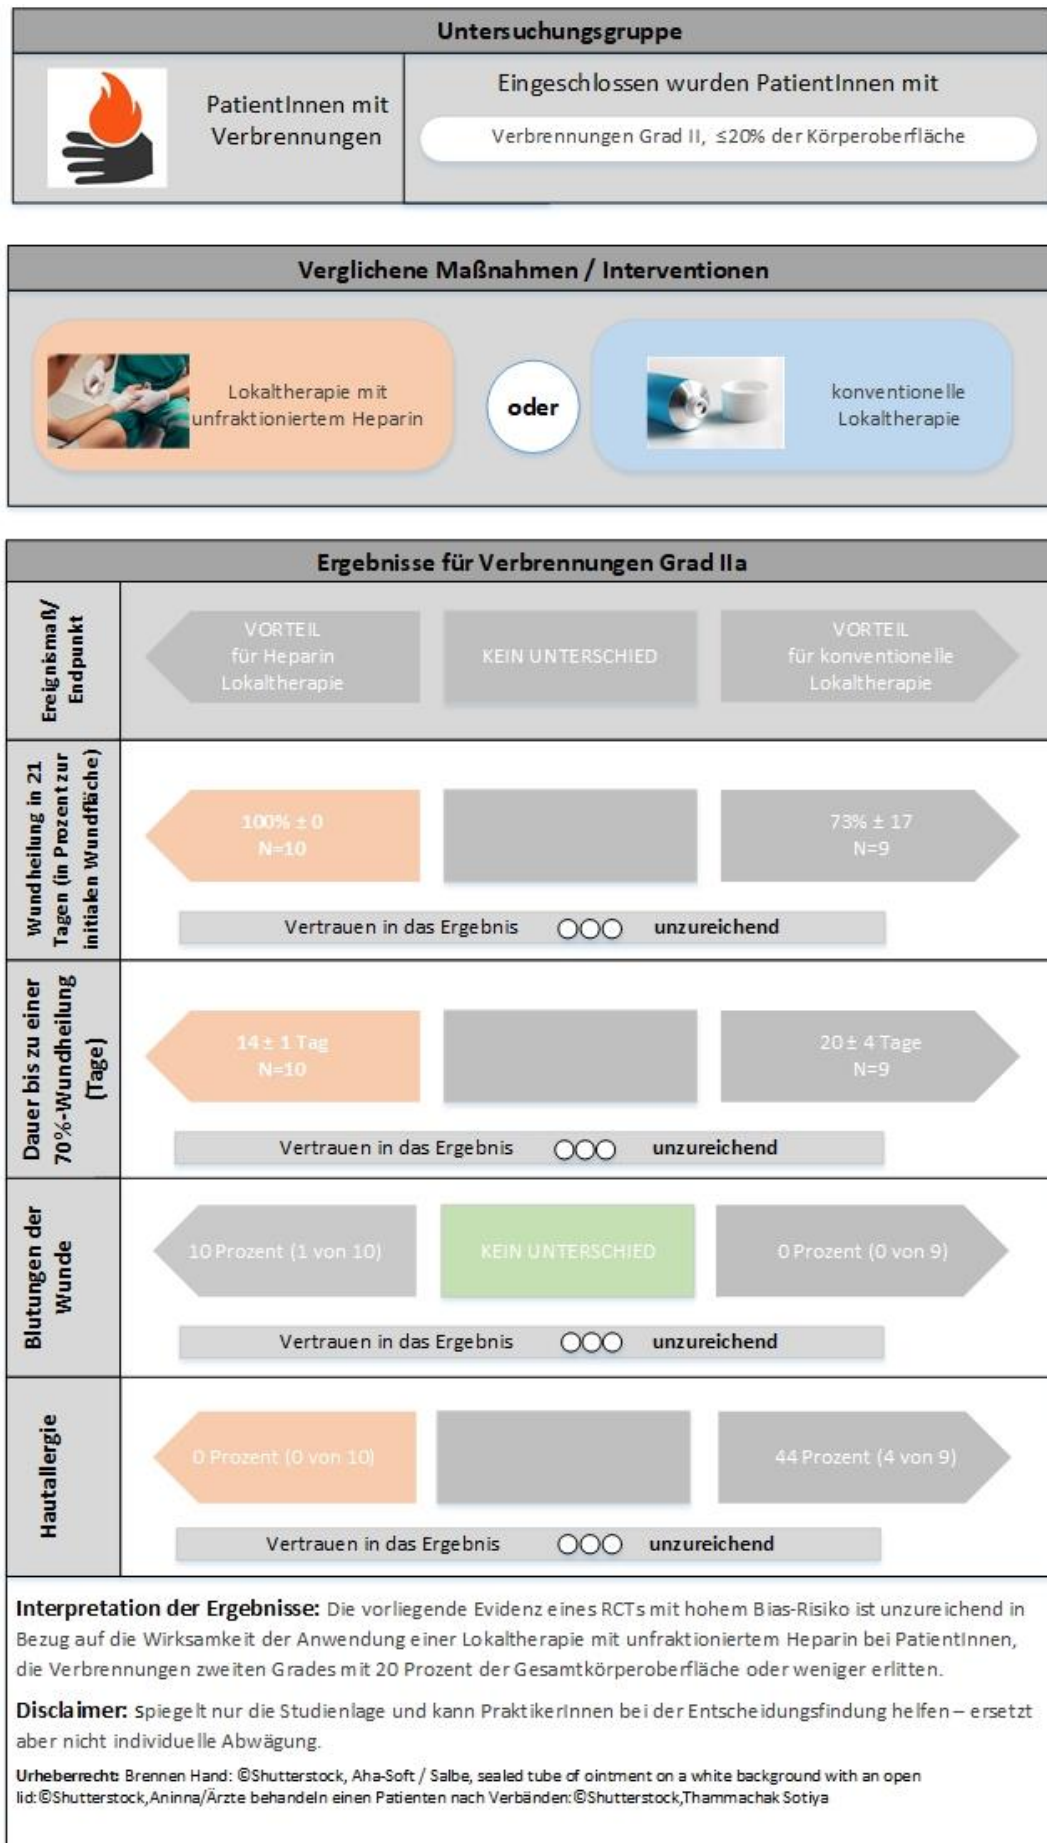 Untersuchungsgruppe
PatientInnen mit
Verbrennungen
Eingeschlossen wurden PatientInnen mit
Verbrennungen Grad II, ≤20% der Körperoberfläche
Verglichene Maßnahmen / Interventionen
Lokaltherapie mit
unfraktioniertem Heparin
oder
konventionelle
Lokaltherapie
Ergebnisse für Verbrennungen Grad IIa
Ereignismaß/
Endpunkt
VORTEIL
für Heparin
Lokaltherapie
KEIN UNTERSCHIED
VORTEIL
für konventionelle
Lokaltherapie
Wundheilung in 21
Tagen (in Prozent zur
initialen Wundfläche)
100% ± 0
N=10
73% ± 17
N=9
Vertrauen in das Ergebnis unzureichend
Dauer bis zu einer
70%-Wundheilung
(Tage)
14 ± 1 Tag
N=10
20 ± 4 Tage
N=9
Vertrauen in das Ergebnis unzureichend
Blutungen der
Wunde
10 Prozent (1 von 10)
KEIN UNTERSCHIED
0 Prozent (0 von 9)
Vertrauen in das Ergebnis unzureichend
Hautallergie
0 Prozent (0 von 10)
44 Prozent (4 von 9)
Vertrauen in das Ergebnis unzureichend
Interpretation der Ergebnisse: Die vorliegende Evidenz eines RCTs mit hohem Bias-Risiko ist unzureichend in
Bezug auf die Wirksamkeit der Anwendung einer Lokaltherapie mit unfraktioniertem Heparin bei PatientInnen,
die Verbrennungen zweiten Grades mit 20 Prozent der Gesamtkörperoberfläche oder weniger erlitten.
Disclaimer: Spiegelt nur die Studienlage und kann PraktikerInnen bei der Entscheidungsfindung helfen – ersetzt
aber nicht individuelle Abwägung.
Urheberrecht: Brennen Hand: ©Shutterstock, Aha-Soft / Salbe, sealed tube of ointment on a white background with an open
lid:©Shutterstock,Aninna/Ärzte behandeln einen Patienten nach Verbänden:©Shutterstock,Thammachak Sotiya